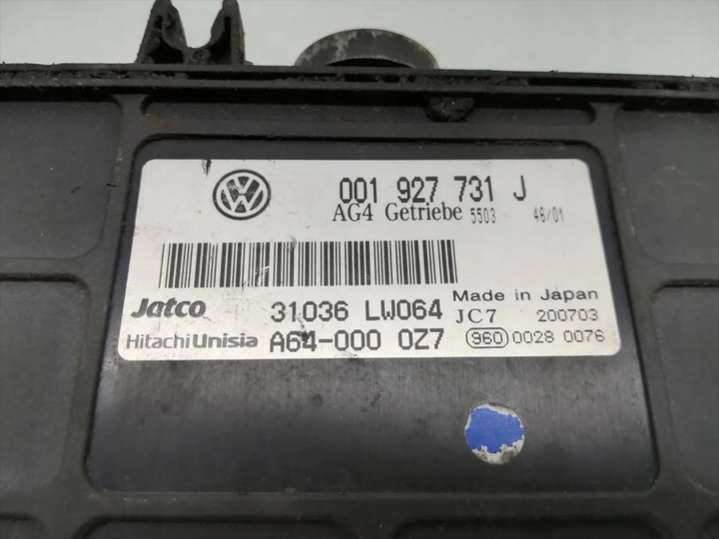 001 927 731 J
AG4 Getriebe 5503 46/01
Jatco 31036 LW064 Made in Japan
JC7 200703
HitachiUnisia A64-000 0Z7 960 0028 0076